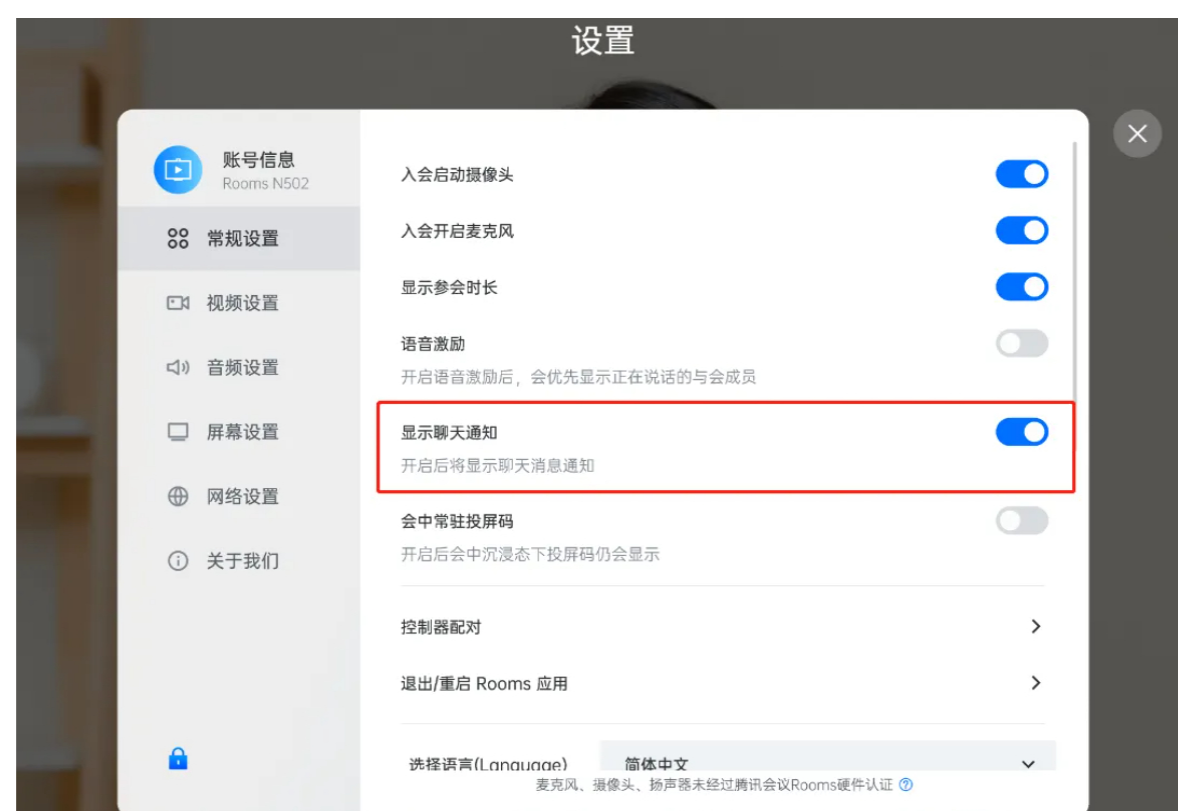 设置
账号信息
Rooms N502
常规设置
视频设置
音频设置
屏幕设置
网络设置
关于我们
入会启动摄像头
入会开启麦克风
显示参会时长
语音激励
开启语音激励后，会优先显示正在说话的与会成员
显示聊天通知
开启后将显示聊天消息通知
会中常驻投屏码
开启后会中沉浸态下投屏码仍会显示
控制器配对
退出/重启 Rooms 应用
选择语言(Language) 简体中文
麦克风、摄像头、扬声器未经过腾讯会议Rooms硬件认证